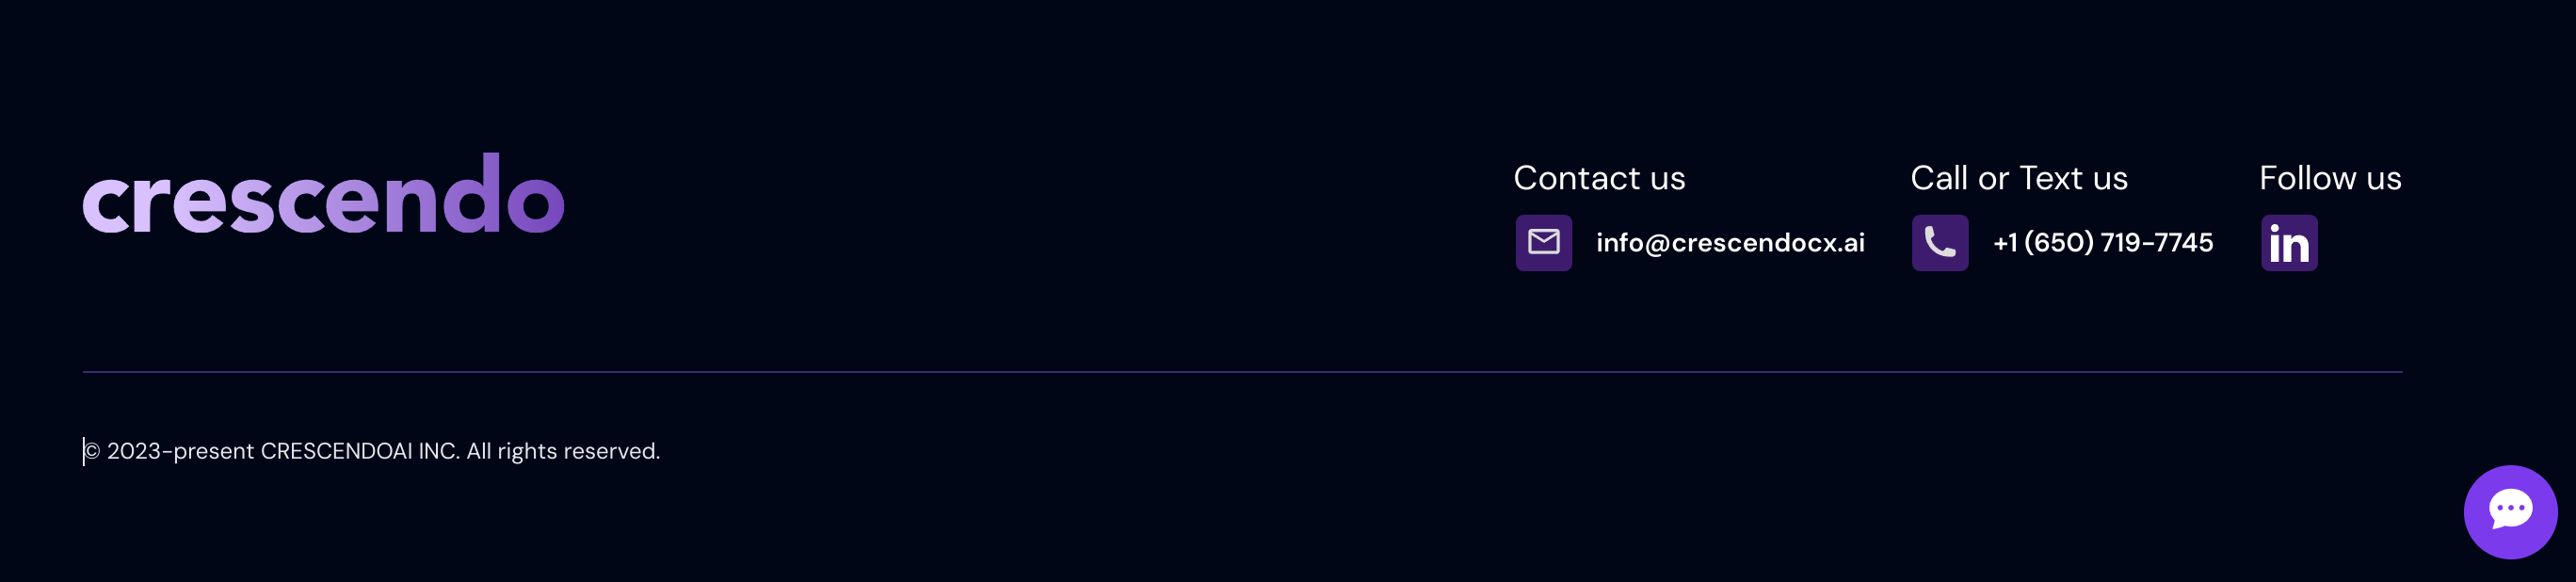 crescendo
Contact us
info@crescendocx.ai
Call or Text us
+1 (650) 719-7745
Follow us
in
© 2023-present CRESCENDOAI INC. All rights reserved.